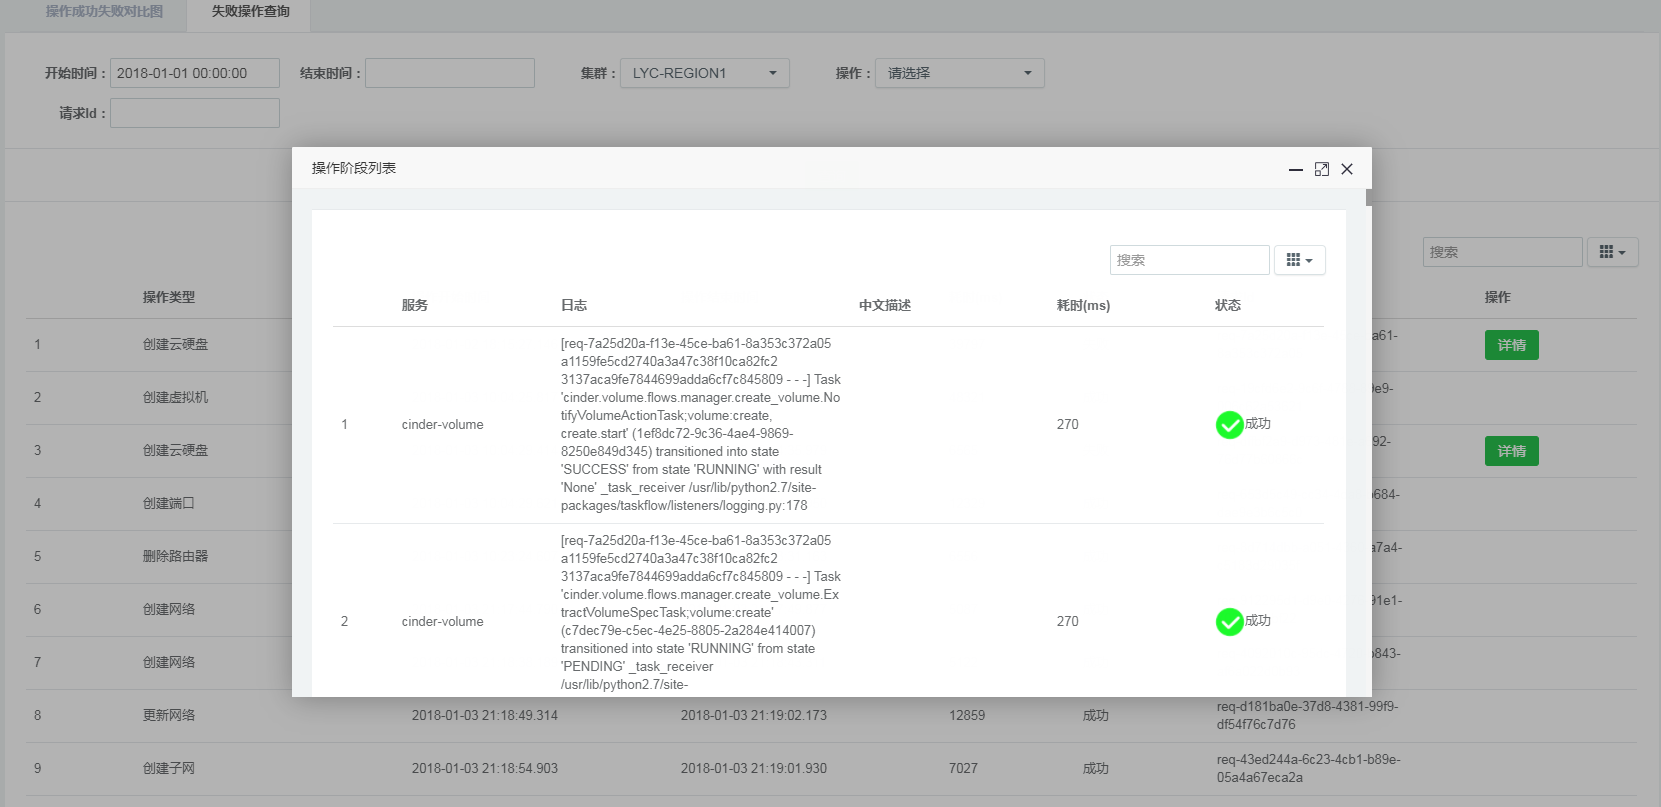 操作成功失败对比图
失败操作查询
开始时间：
2018-01-01 00:00:00
结束时间：
集群：
LYC-REGION1
操作：
请选择
请求Id：
操作阶段列表
搜索
服务
日志
中文描述
耗时(ms)
状态
1
cinder-volume
[req-7a25d20a-f13e-45ce-ba61-8a353c372a05
a1159fe5cd2740a3a47c38f10ca82fc2
3137aca9fe7844699adda6cf7c845809 - - -] Task
'cinder.volume.flows.manager.create_volume.No
tifyVolumeActionTask;volume:create,
create.start' (1ef8dc72-9c36-4ae4-9869-
8250e849d345) transitioned into state
'SUCCESS' from state 'RUNNING' with result
'None' _task_receiver /usr/lib/python2.7/site-
packages/taskflow/listeners/logging.py:178
270
成功
2
cinder-volume
[req-7a25d20a-f13e-45ce-ba61-8a353c372a05
a1159fe5cd2740a3a47c38f10ca82fc2
3137aca9fe7844699adda6cf7c845809 - - -] Task
'cinder.volume.flows.manager.create_volume.Ex
tractVolumeSpecTask;volume:create'
(c7dec79e-c5ec-4e25-8805-2a284e414007)
transitioned into state 'RUNNING' from state
'PENDING' _task_receiver
/usr/lib/python2.7/site-
270
成功
搜索
操作类型
操作
1
创建云硬盘
a61-
详情
2
创建虚拟机
9e9-
3
创建云硬盘
92-
详情
4
创建端口
b684-
5
删除路由器
a7a4-
6
创建网络
91e1-
7
创建网络
b843-
8
更新网络
2018-01-03 21:18:49.314
2018-01-03 21:19:02.173
12859
成功
req-d181ba0e-37d8-4381-99f9-
df54f76c7d76
9
创建子网
2018-01-03 21:18:54.903
2018-01-03 21:19:01.930
7027
成功
req-43ed244a-6c23-4cb1-b89e-
05a4a67eca2a